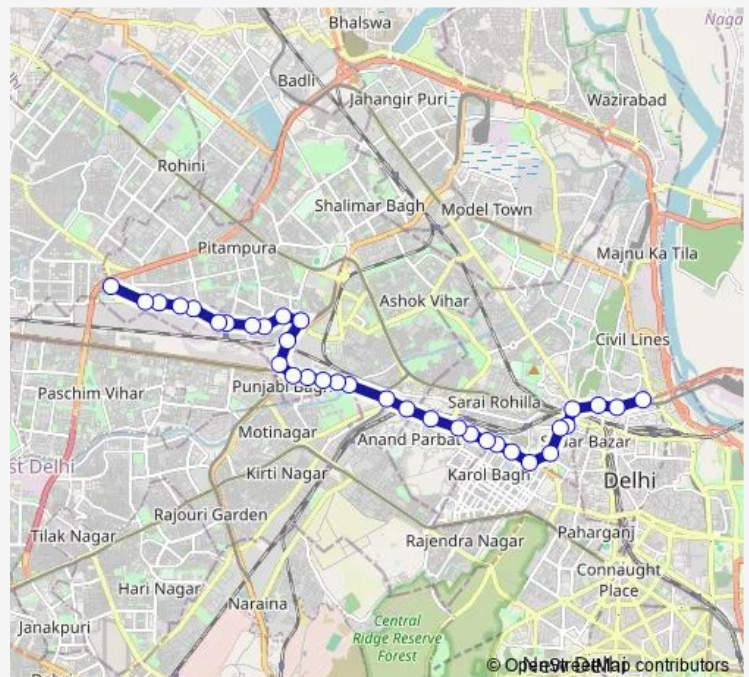 Naga
Bhalswa
Badli
Jahangir Puri
Wazirabad
Rohini
Shalimar Bagh
Model Town
Pitampura
Majnu Ka Tila
Ashok Vihar
Civil Lines
Paschim Vihar
Punjabi Bagh
Sarai Rohilla
Motinagar
Anand Parbat
Bazar
st Delhi
Kirti Nagar
Karol Bagh
Delhi
Rajouri Garden
Tilak Nagar
Rajendra Nagar
Paharganj
Connaught
Place
Hari Nagar
Naraina
Janakpuri
Central
Ridge Reserve
Forest
© OpenStreetMap contributors